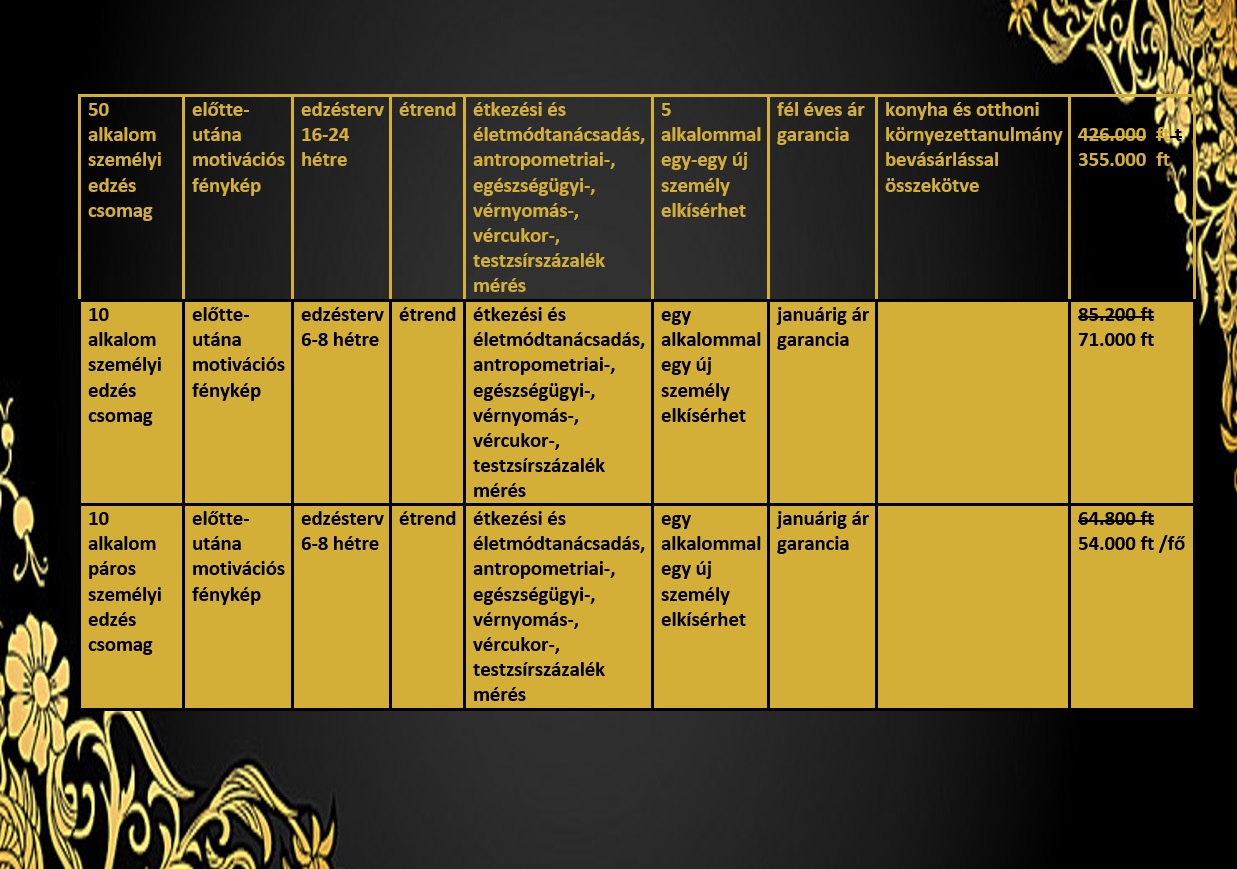 50
alkalom
személyi
edzés
csomag
előtte-
utána
motivációs
fénykép
edzésterv
16-24
hétre
étrend
étkezési és
életmódtanácsadás,
antropometriai-,
egészségügyi-,
vérnyomás-,
vércukor-,
testzsírszázalék
mérés
5
alkalommal
egy-egy új
személy
elkísérhet
fél éves ár
garancia
konyha és otthoni
környezettanulmány
bevásárlással
összekötve
426.000 ft t
355.000 ft
10
alkalom
személyi
edzés
csomag
előtte-
utána
motivációs
fénykép
edzésterv
6-8 hétre
étrend
étkezési és
életmódtanácsadás,
antropometriai-,
egészségügyi-,
vérnyomás-,
vércukor-,
testzsírszázalék
mérés
egy
alkalommal
egy új
személy
elkísérhet
januárig ár
garancia
85.200 ft
71.000 ft
10
alkalom
páros
személyi
edzés
csomag
előtte-
utána
motivációs
fénykép
edzésterv
6-8 hétre
étrend
étkezési és
életmódtanácsadás,
antropometriai-,
egészségügyi-,
vérnyomás-,
vércukor-,
testzsírszázalék
mérés
egy
alkalommal
egy új
személy
elkísérhet
januárig ár
garancia
64.800 ft
54.000 ft /fő